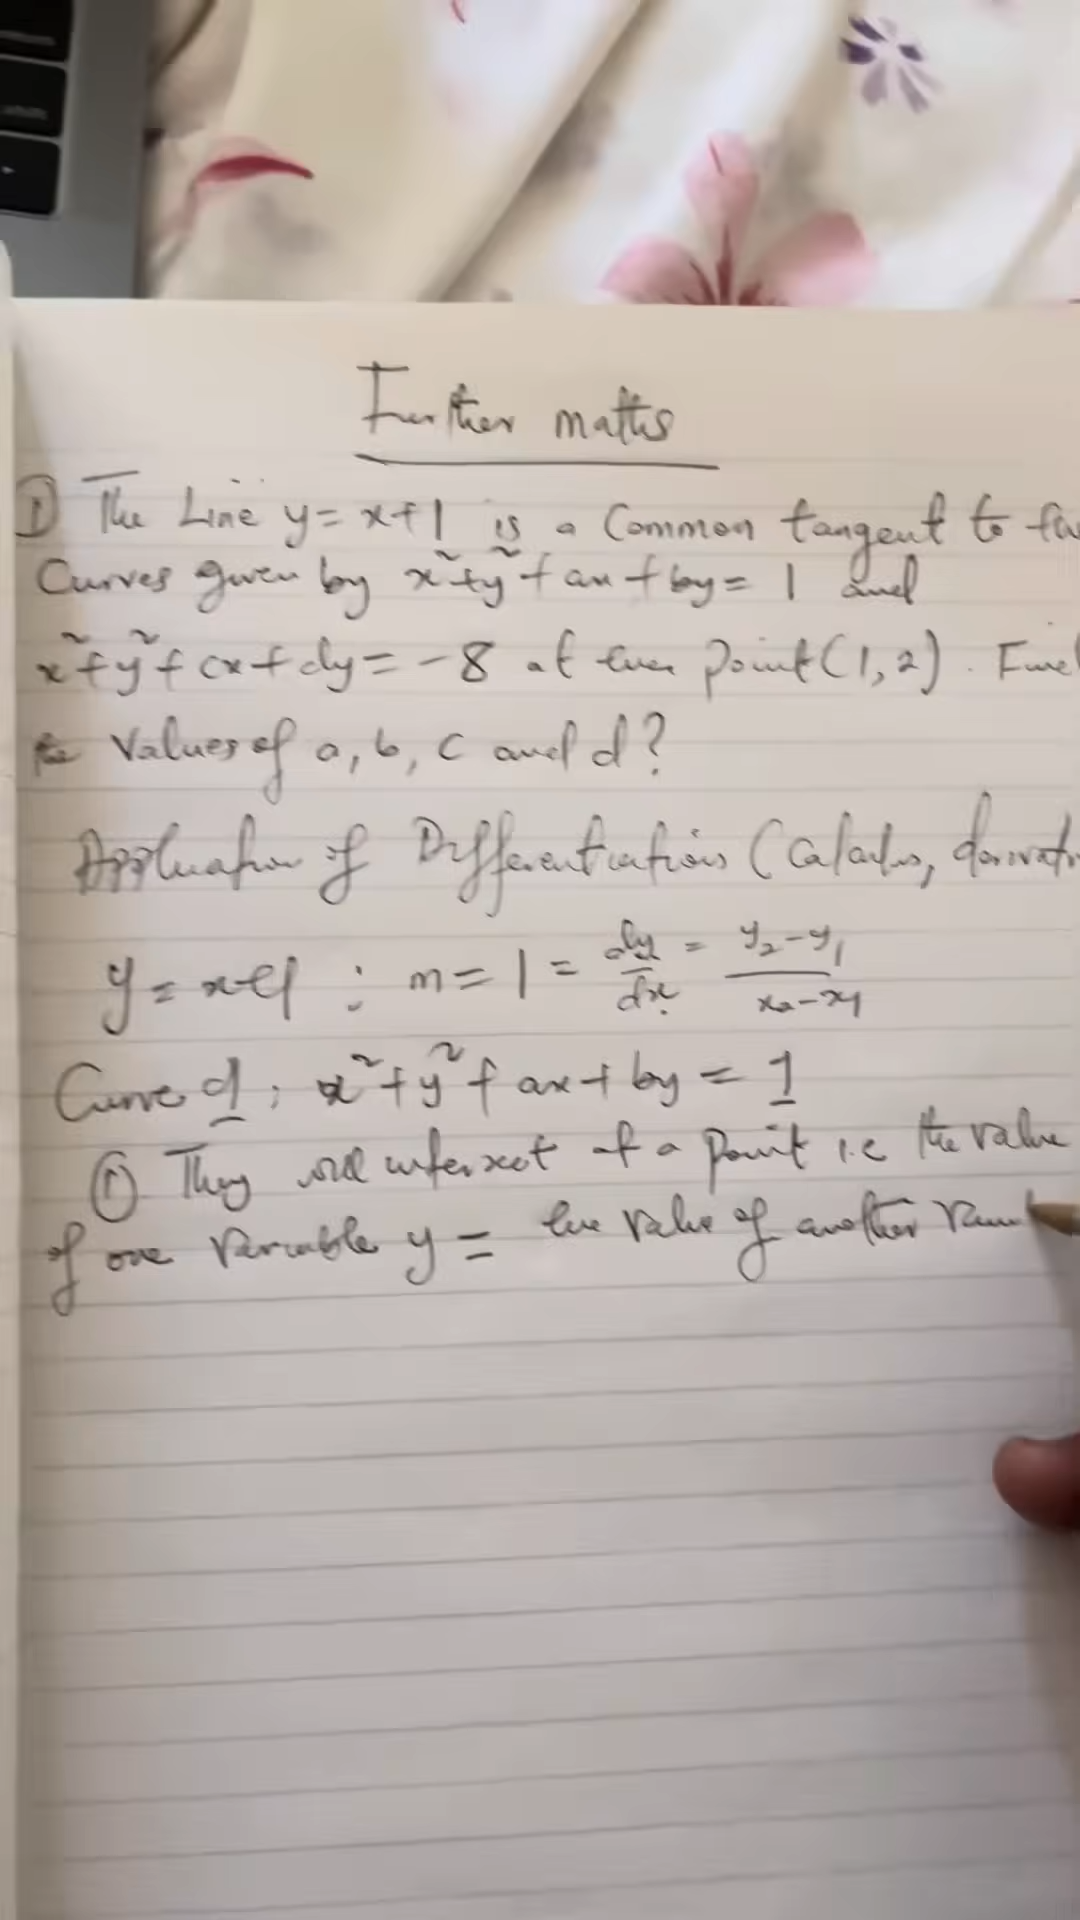 Further maths
① The Line y = x+1 is a Common tangent to
Curves given by x²+y²+ax+by = 1 and
x²+y²+cx+dy = -8 at the Point (1, 2). Find
the Values of a, b, c and d?
Application of Differentiations (Calculus,
y = x+1 : m = 1 = dy/dx = y₂-y₁/x₂-x₁
Curve 1; x²+y²+ax+by = 1
① They will intersect at a Point i.e the value
of one Variable y = the value of another